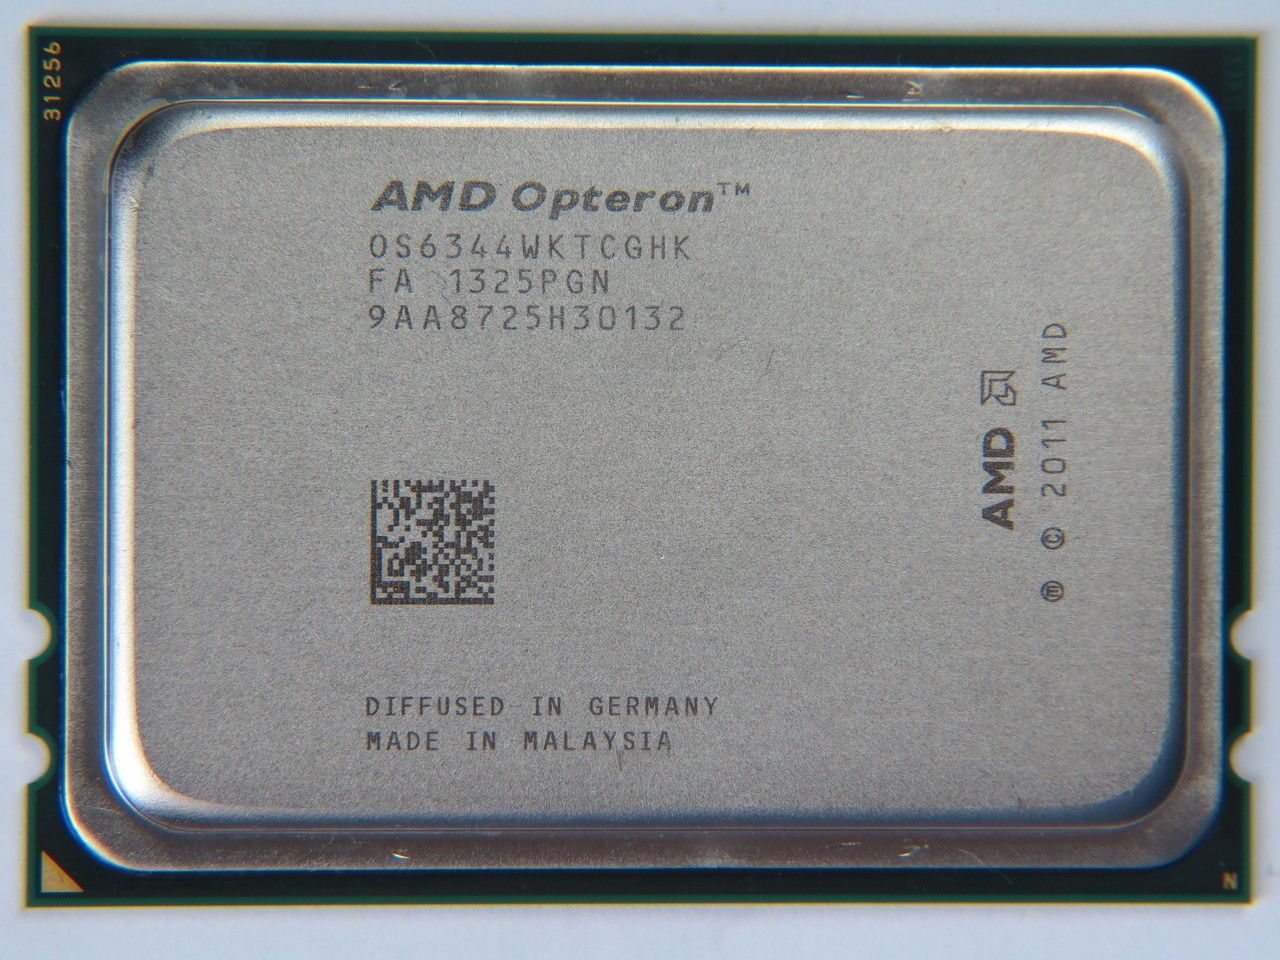 31256
AMD Opteron™
OS6344WKTCGHK
FA 1325PGN
9AA8725H30132
AMD
ⓜ © 2011 AMD
DIFFUSED IN GERMANY
MADE IN MALAYSIA
N